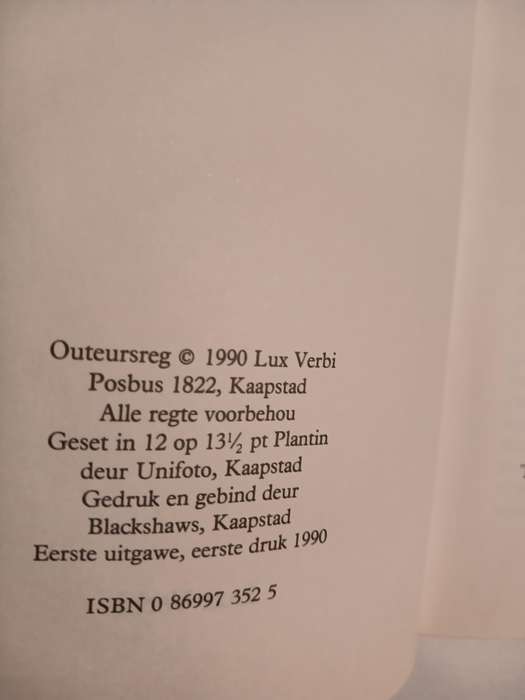 Outeursreg © 1990 Lux Verbi
Posbus 1822, Kaapstad
Alle regte voorbehou
Geset in 12 op 13½ pt Plantin
deur Unifoto, Kaapstad
Gedruk en gebind deur
Blackshaws, Kaapstad
Eerste uitgawe, eerste druk 1990
ISBN 0 86997 352 5